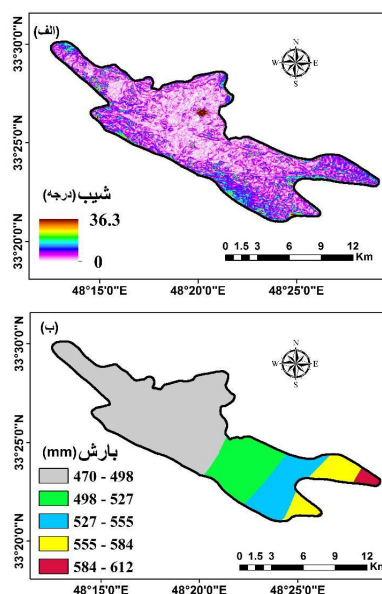 33°30'0"N
(الف)
N
W E
S
33°25'0"N
33°20'0"N
شیب (درجه)
36.3
0
0 1.5 3 6 9 12
Km
48°15'0"E 48°20'0"E 48°25'0"E
(ب)
33°30'0"N
N
W E
S
33°25'0"N
33°20'0"N
بارش (mm)
470 - 498
498 - 527
527 - 555
555 - 584
584 - 612
0 1.5 3 6 9 12
Km
48°15'0"E 48°20'0"E 48°25'0"E